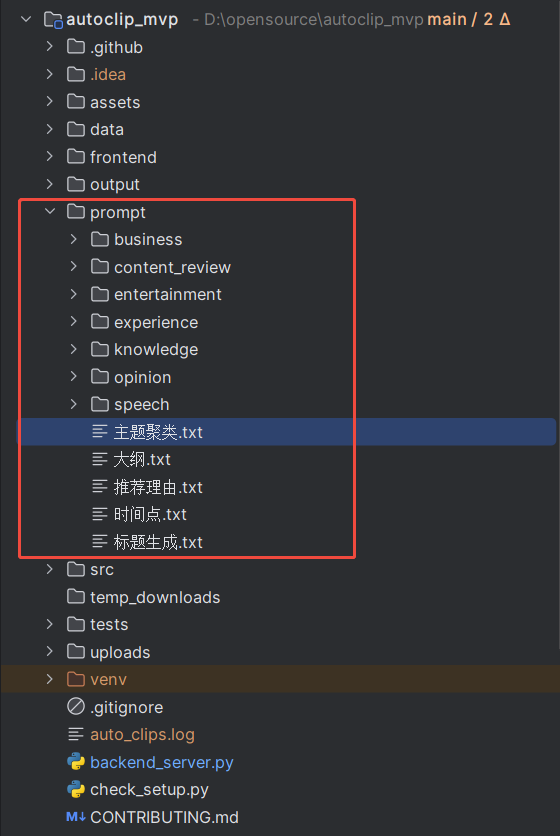 autoclip_mvp - D:\opensource\autoclip_mvp main / 2 Δ
.github
.idea
assets
data
frontend
output
prompt
business
content_review
entertainment
experience
knowledge
opinion
speech
主题聚类.txt
大纲.txt
推荐理由.txt
时间点.txt
标题生成.txt
src
temp_downloads
tests
uploads
venv
.gitignore
auto_clips.log
backend_server.py
check_setup.py
M↓ CONTRIBUTING.md